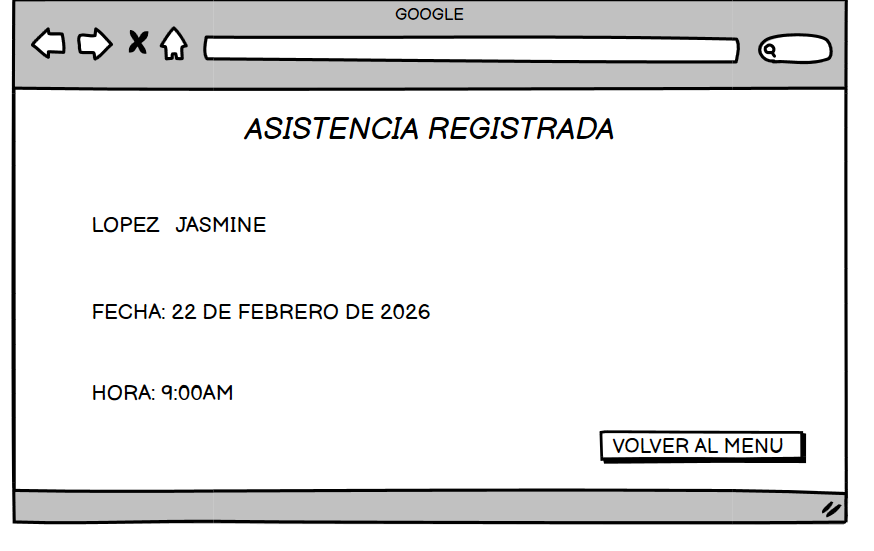 GOOGLE
ASISTENCIA REGISTRADA
LOPEZ JASMINE
FECHA: 22 DE FEBRERO DE 2026
HORA: 9:00AM
VOLVER AL MENU